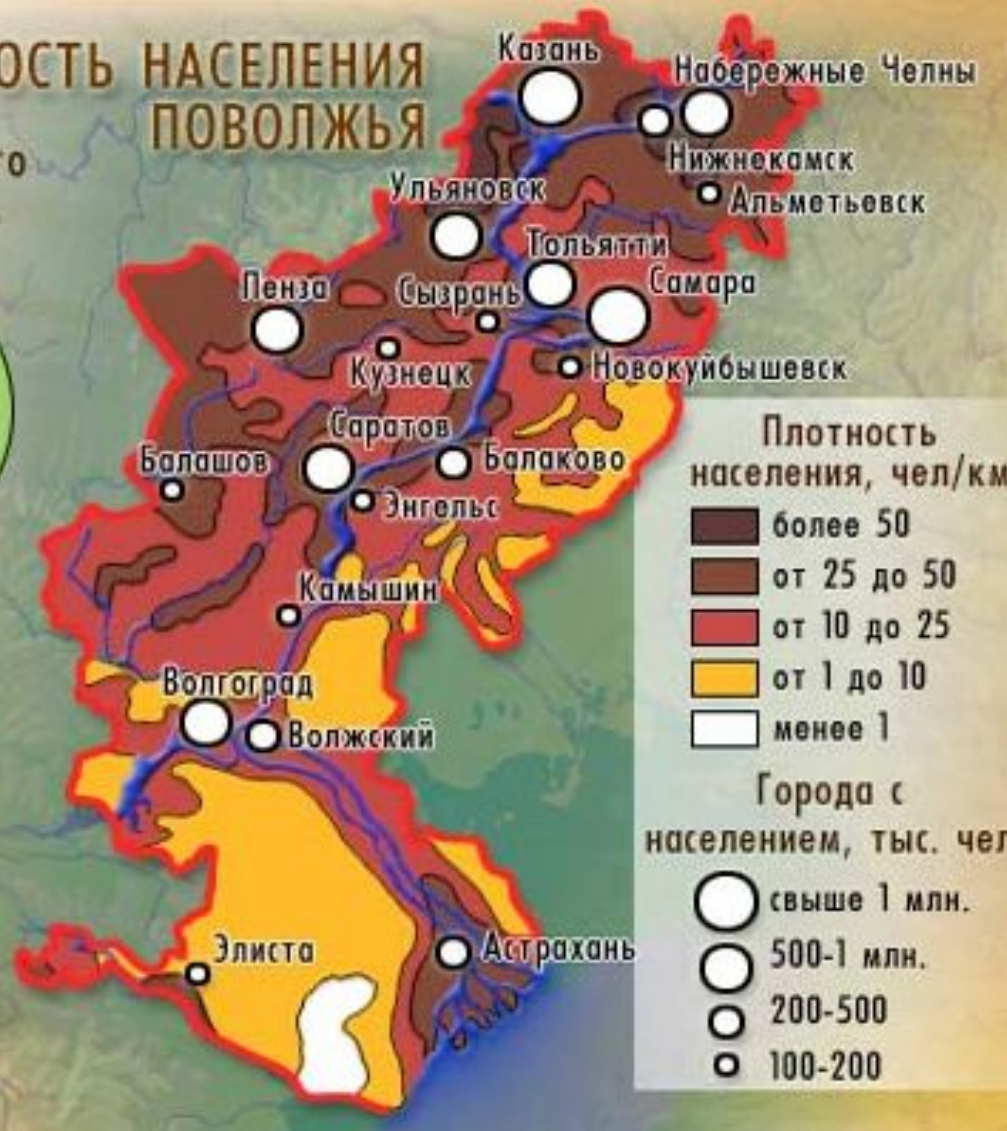 ОСТЬ НАСЕЛЕНИЯ
ПОВОЛЖЬЯ
го
Казань
Набережные Челны
Нижнекамск
Альметьевск
Ульяновск
Тольятти
Самара
Пенза
Сызрань
Кузнецк
Новокуйбышевск
Саратов
Балашов
Балаково
Энгельс
Камышин
Волгоград
Волжский
Элиста
Астрахань
Плотность
населения, чел/км
более 50
от 25 до 50
от 10 до 25
от 1 до 10
менее 1
Города с
населением, тыс. чел
свыше 1 млн.
500-1 млн.
200-500
100-200